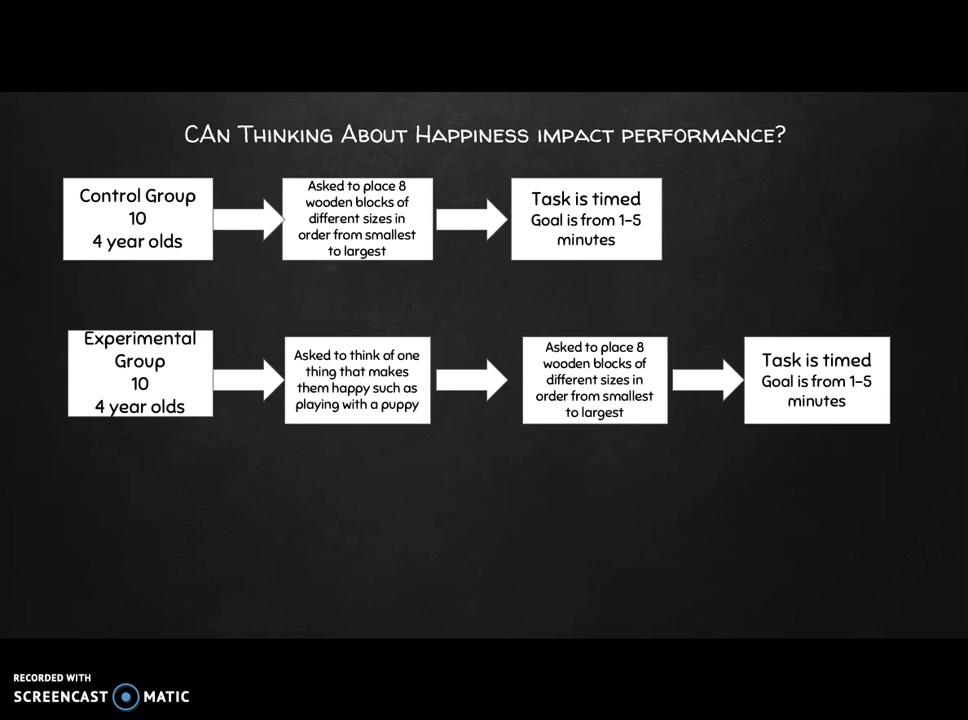 CAn Thinking About Happiness impact performance?
Control Group
10
4 year olds
Asked to place 8
wooden blocks of
different sizes in
order from smallest
to largest
Task is timed
Goal is from 1-5
minutes
Experimental
Group
10
4 year olds
Asked to think of one
thing that makes
them happy such as
playing with a puppy
Asked to place 8
wooden blocks of
different sizes in
order from smallest
to largest
Task is timed
Goal is from 1-5
minutes
RECORDED WITH
SCREENCAST MATIC